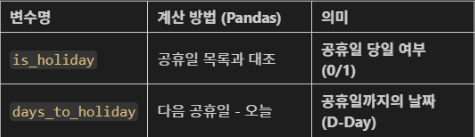 변수명 계산 방법 (Pandas) 의미
is_holiday 공휴일 목록과 대조 공휴일 당일 여부
(0/1)
days_to_holiday 다음 공휴일 - 오늘 공휴일까지의 날짜
(D-Day)